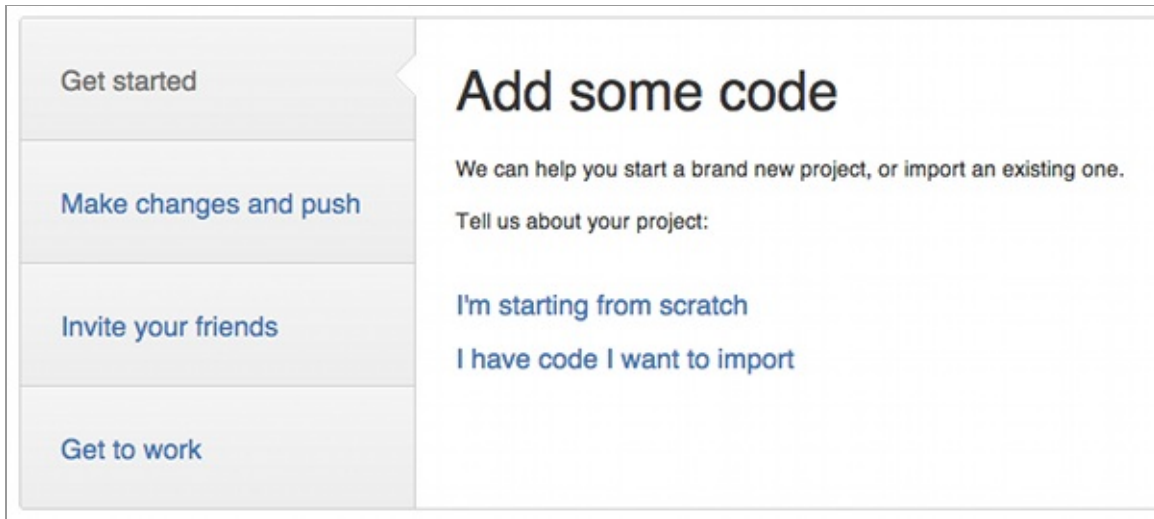 Get started
Make changes and push
Invite your friends
Get to work
Add some code
We can help you start a brand new project, or import an existing one.
Tell us about your project:
I'm starting from scratch
I have code I want to import